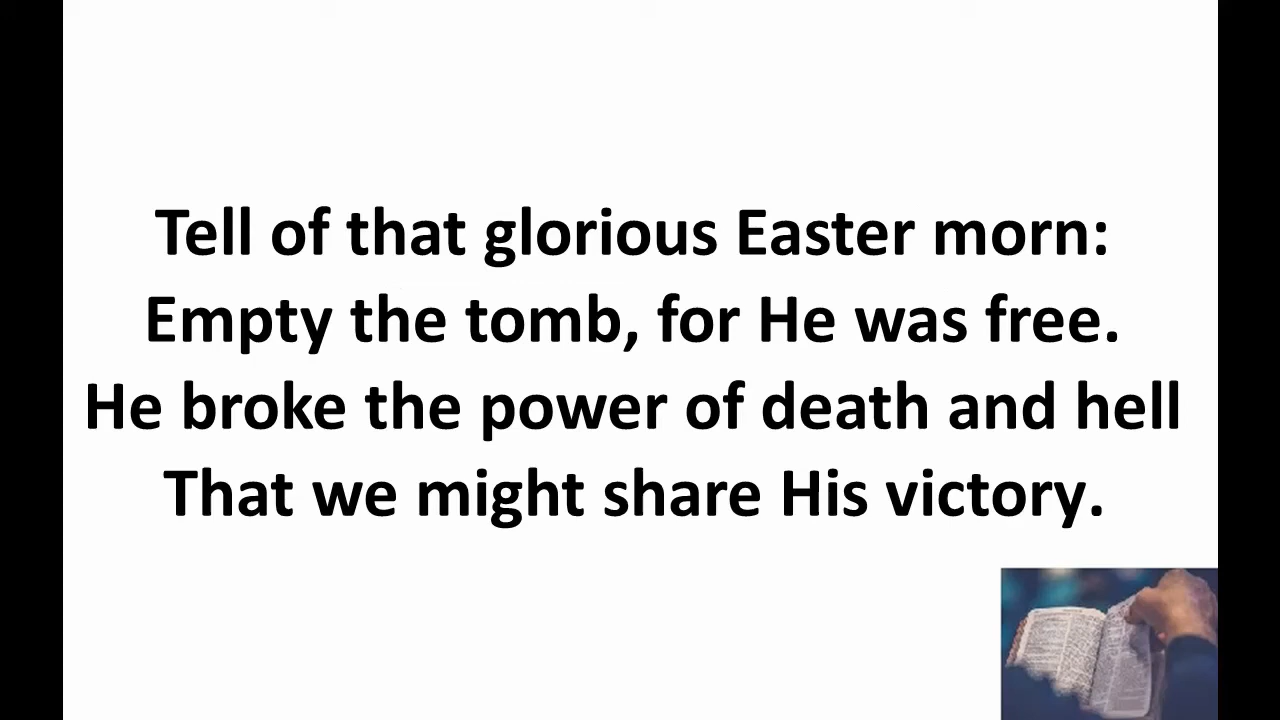 Tell of that glorious Easter morn:
Empty the tomb, for He was free.
He broke the power of death and hell
That we might share His victory.